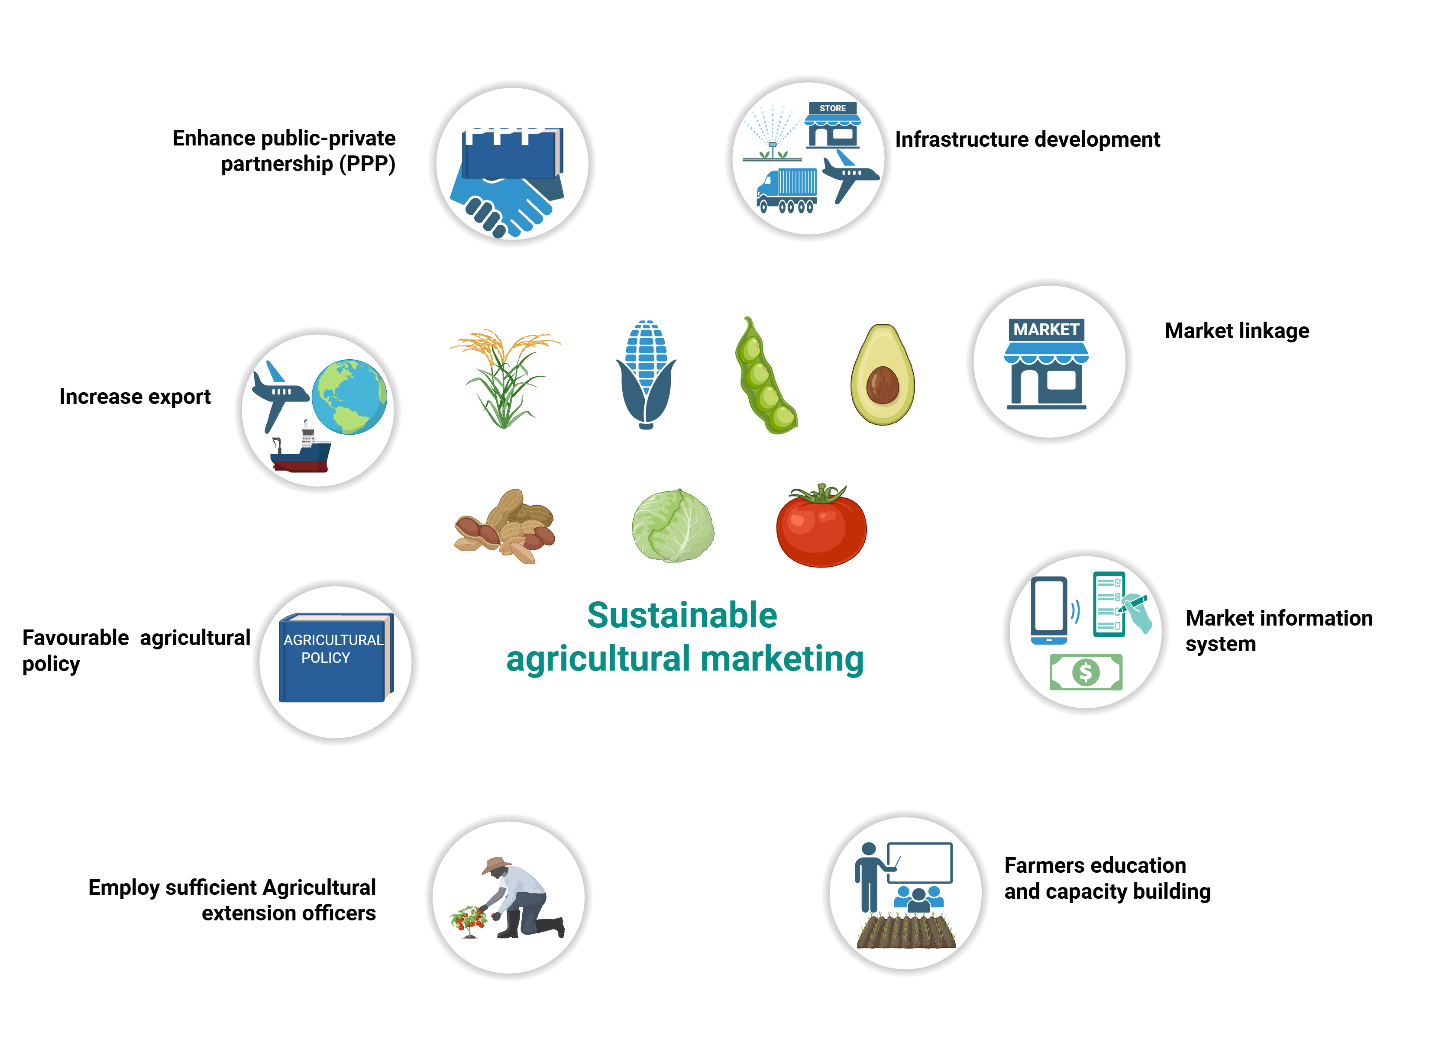 Enhance public-private
partnership (PPP)
STORE
Infrastructure development
MARKET
Market linkage
Increase export
Sustainable
agricultural marketing
Favourable  agricultural
policy
AGRICULTURAL
POLICY
$
Market information
system
Employ sufficient Agricultural
extension officers
Farmers education
and capacity building